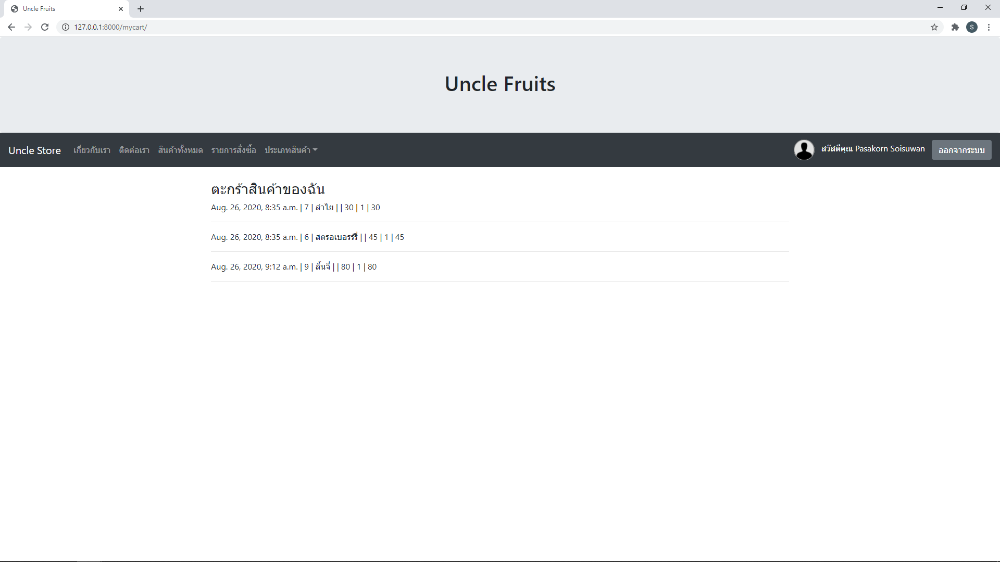 Uncle Fruits
127.0.0.1:8000/mycart/
S
Uncle Fruits
Uncle Store เกี่ยวกับเรา ติดต่อเรา สินค้าทั้งหมด รายการสั่งซื้อ ประเภทสินค้า สวัสดีคุณ Pasakorn Soisuwan ออกจากระบบ
ตะกร้าสินค้าของฉัน
Aug. 26, 2020, 8:35 a.m. | 7 | ลำไย | | 30 | 1 | 30
Aug. 26, 2020, 8:35 a.m. | 6 | สตรอเบอรร์รี่ | | 45 | 1 | 45
Aug. 26, 2020, 9:12 a.m. | 9 | ลิ้นจี่ | | 80 | 1 | 80